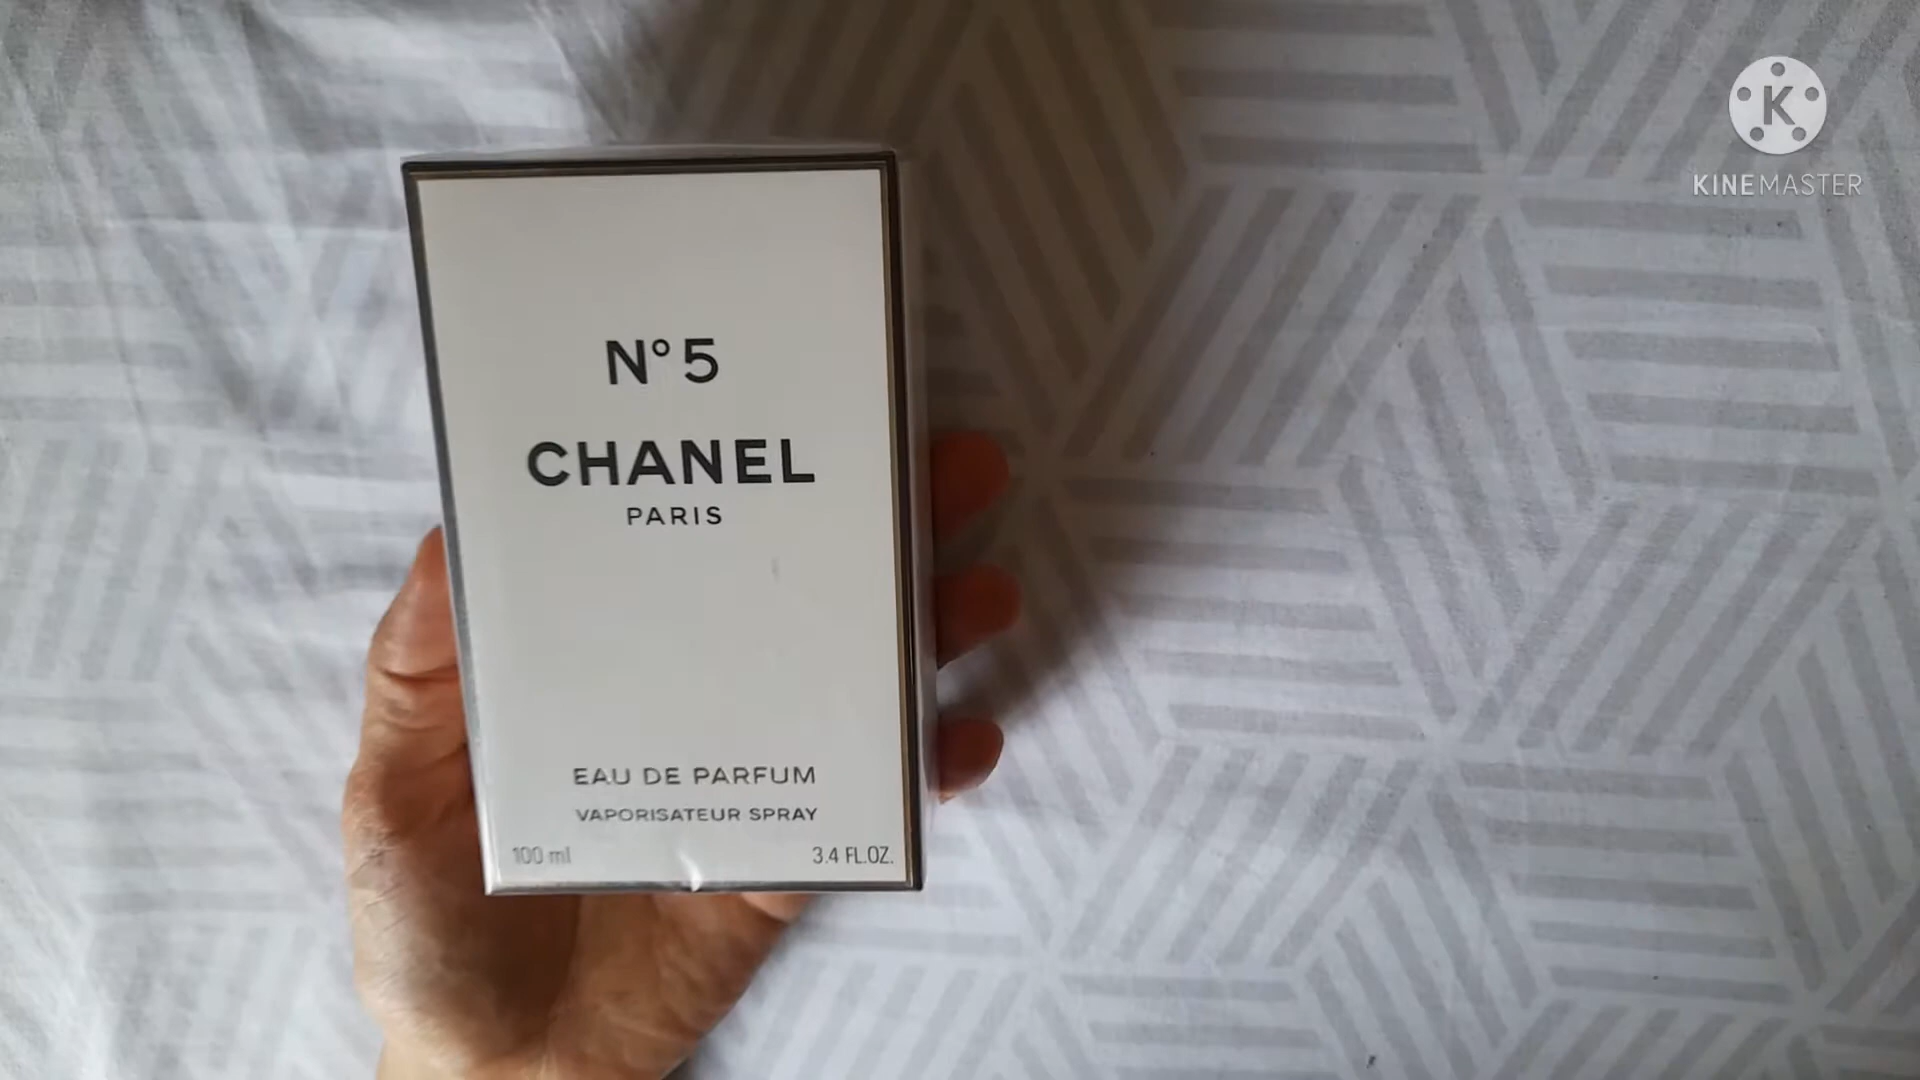 N°5
CHANEL
PARIS
EAU DE PARFUM
VAPORISATEUR SPRAY
100 ml 3.4 FL.OZ.
K
KINEMASTER